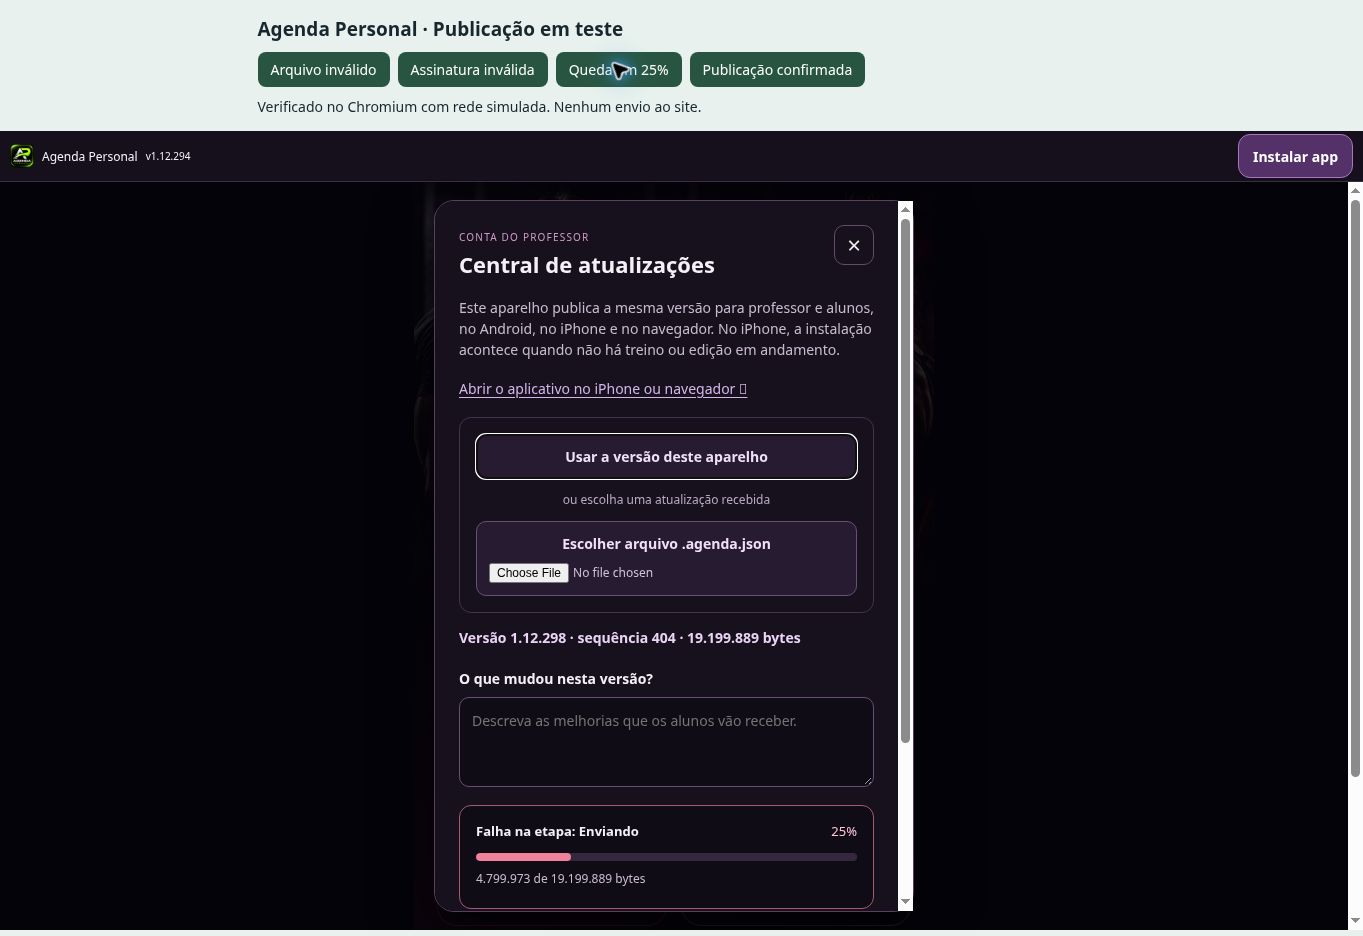 Agenda Personal · Publicação em teste
Arquivo inválido Assinatura inválida Queda em 25% Publicação confirmada
Verificado no Chromium com rede simulada. Nenhum envio ao site.
Agenda Personal v1.12.294 Instalar app
CONTA DO PROFESSOR
Central de atualizações
Este aparelho publica a mesma versão para professor e alunos,
no Android, no iPhone e no navegador. No iPhone, a instalação
acontece quando não há treino ou edição em andamento.
Abrir o aplicativo no iPhone ou navegador
Usar a versão deste aparelho
ou escolha uma atualização recebida
Escolher arquivo .agenda.json
Choose File No file chosen
Versão 1.12.298 · sequência 404 · 19.199.889 bytes
O que mudou nesta versão?
Descreva as melhorias que os alunos vão receber.
Falha na etapa: Enviando 25%
4.799.973 de 19.199.889 bytes